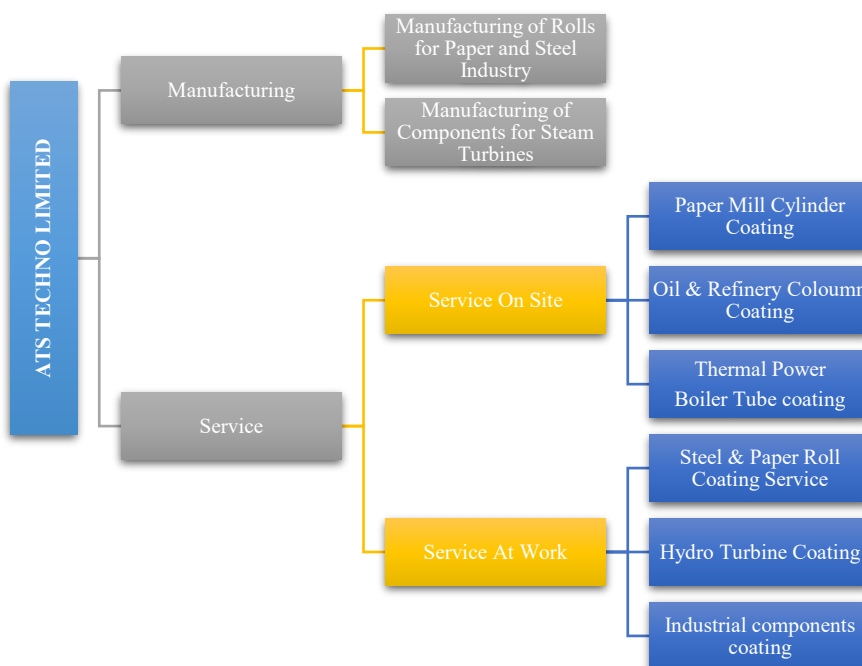 ATS TECHNO LIMITED
Manufacturing
Manufacturing of Rolls
for Paper and Steel
Industry
Manufacturing of
Components for Steam
Turbines
Service
Service On Site
Paper Mill Cylinder
Coating
Oil & Refinery Coloumn
Coating
Thermal Power
Boiler Tube coating
Service At Work
Steel & Paper Roll
Coating Service
Hydro Turbine Coating
Industrial components
coating